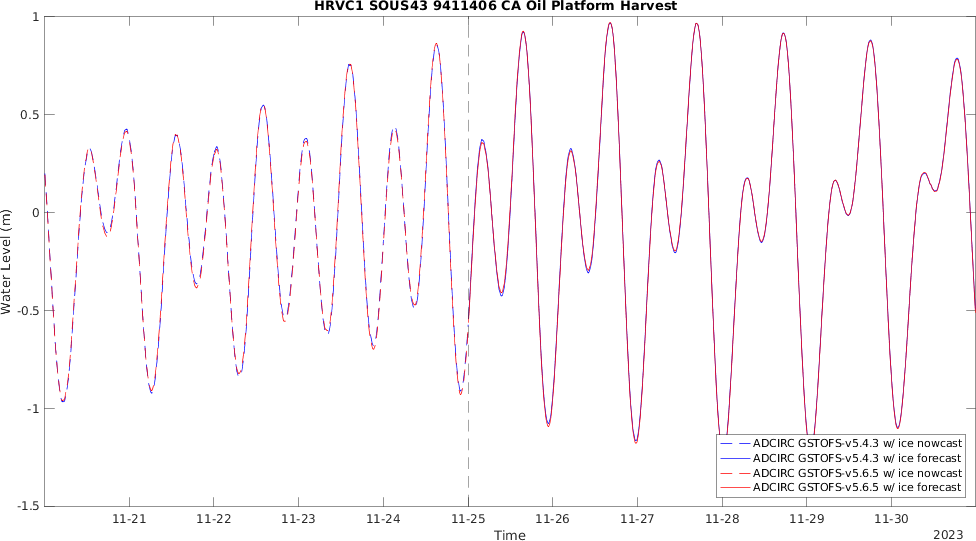 HRVC1 SOUS43 9411406 CA Oil Platform Harvest
1
0.5
0
-0.5
-1
-1.5
Water Level (m)
11-21
11-22
11-23
11-24
11-25
11-26
11-27
11-28
11-29
11-30
Time
2023
ADCIRC GSTOFS-v5.4.3 w/ ice nowcast
ADCIRC GSTOFS-v5.4.3 w/ ice forecast
ADCIRC GSTOFS-v5.6.5 w/ ice nowcast
ADCIRC GSTOFS-v5.6.5 w/ ice forecast